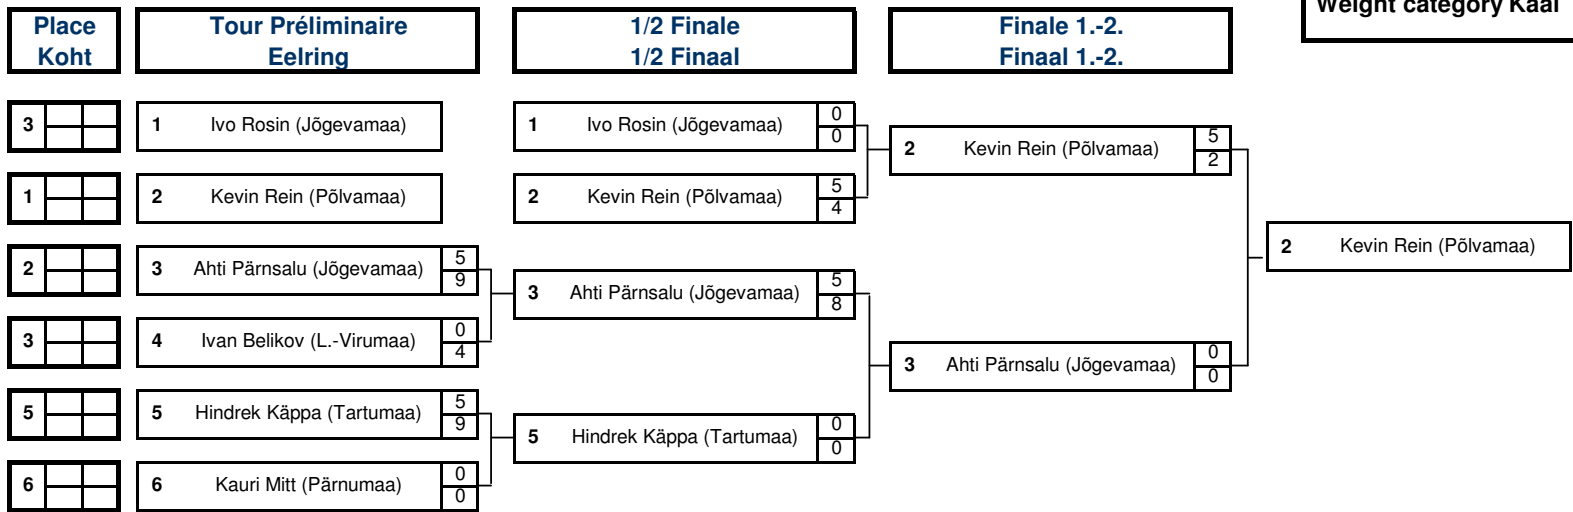 Weight category Kaal
Place Tour Préliminaire 1/2 Finale Finale 1.-2.
Koht Eelring 1/2 Finaal Finaal 1.-2.
3 1 Ivo Rosin (Jõgevamaa) 1 Ivo Rosin (Jõgevamaa) 0
0
2 Kevin Rein (Põlvamaa) 5
2
1 2 Kevin Rein (Põlvamaa) 2 Kevin Rein (Põlvamaa) 5
4
2 Kevin Rein (Põlvamaa)
2 3 Ahti Pärnsalu (Jõgevamaa) 5
9
3 Ahti Pärnsalu (Jõgevamaa) 5
8
3 4 Ivan Belikov (L.-Virumaa) 0
4
3 Ahti Pärnsalu (Jõgevamaa) 0
0
5 5 Hindrek Käppa (Tartumaa) 5
9
5 Hindrek Käppa (Tartumaa) 0
0
6 6 Kauri Mitt (Pärnumaa) 0
0